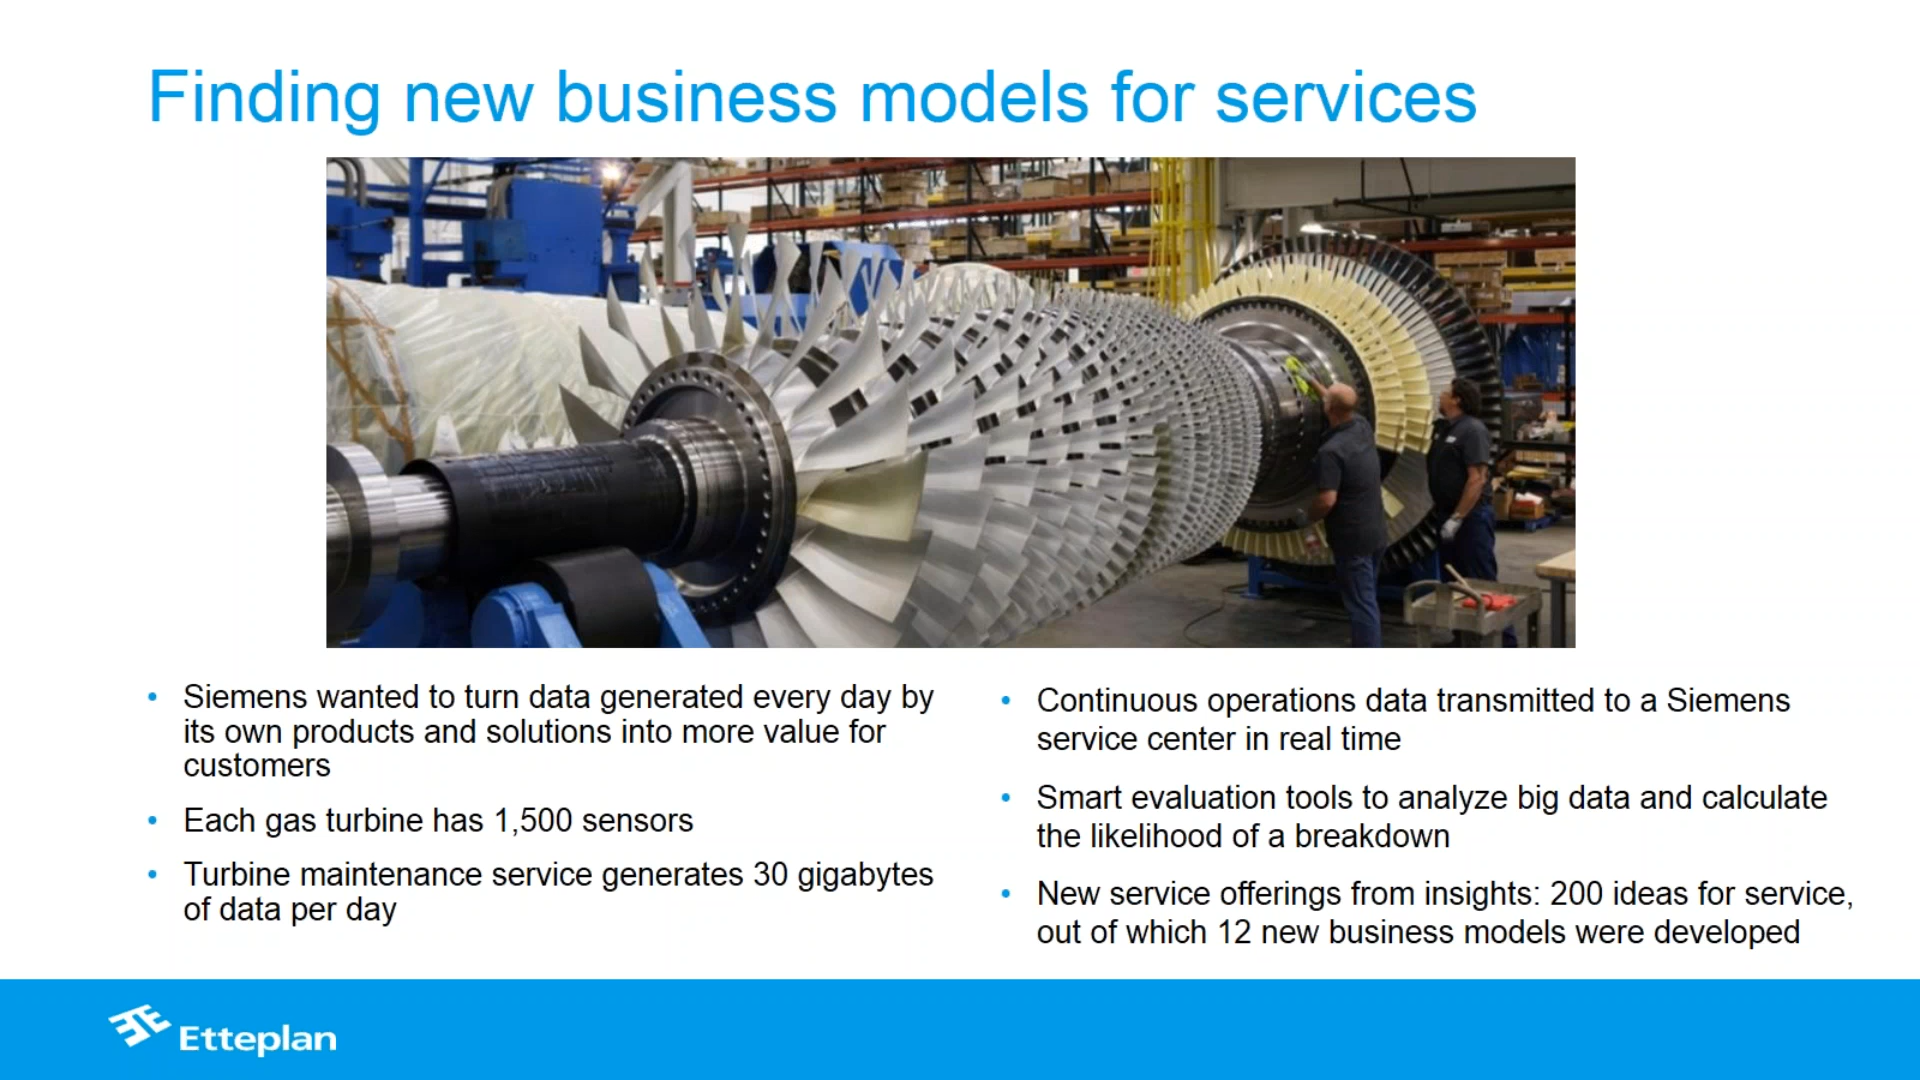 Finding new business models for services
• Siemens wanted to turn data generated every day by
its own products and solutions into more value for
customers
• Each gas turbine has 1,500 sensors
• Turbine maintenance service generates 30 gigabytes
of data per day
• Continuous operations data transmitted to a Siemens
service center in real time
• Smart evaluation tools to analyze big data and calculate
the likelihood of a breakdown
• New service offerings from insights: 200 ideas for service,
out of which 12 new business models were developed
Etteplan